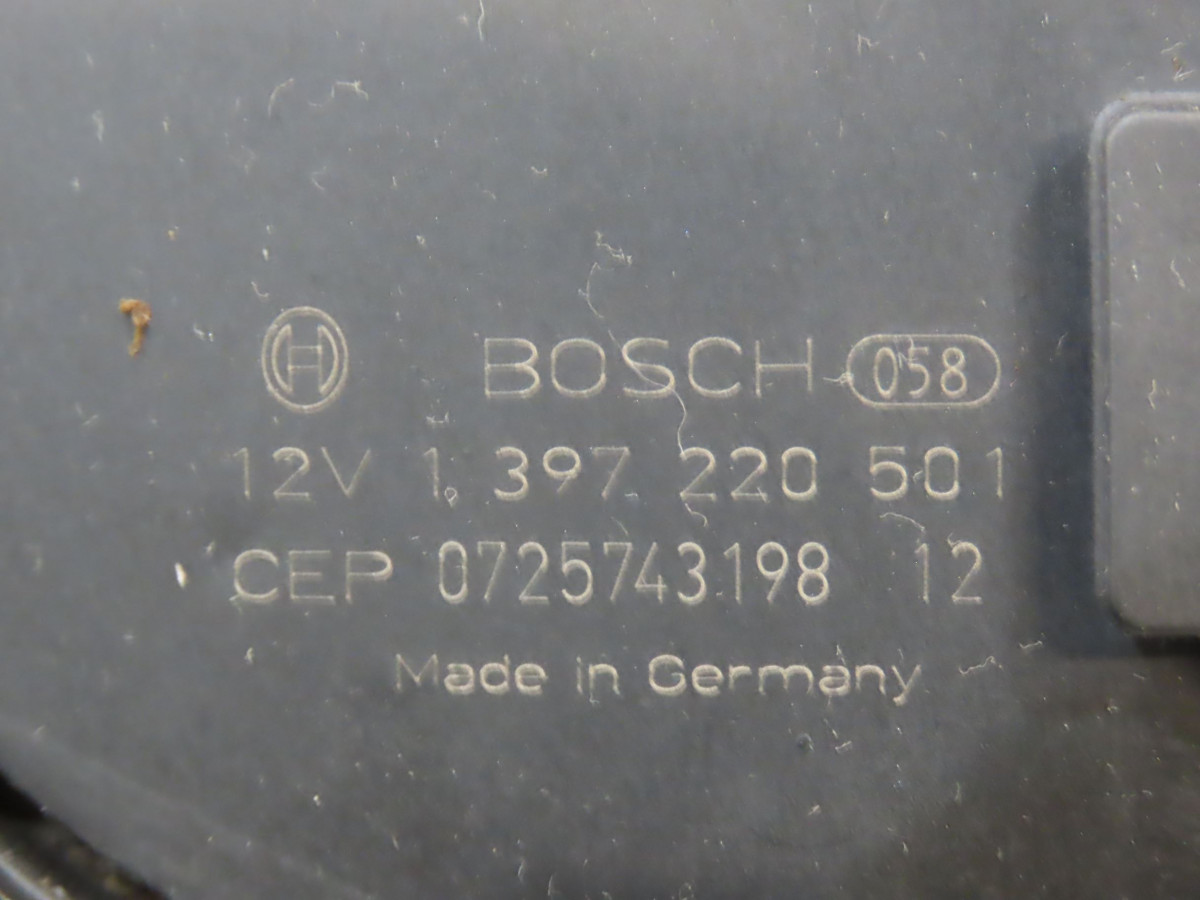 BOSCH 058
12V 1 397 220 501
CEP 0725743198 12
Made in Germany